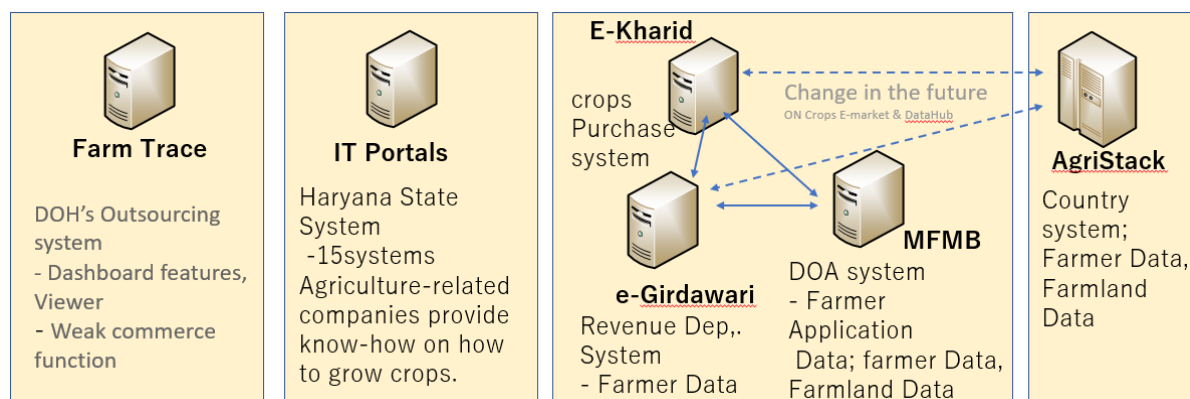 Farm Trace
DOH's Outsourcing
system
- Dashboard features,
Viewer
- Weak commerce
function
IT Portals
Haryana State
System
-15systems
Agriculture-related
companies provide
know-how on how
to grow crops.
E-Kharid
crops
Purchase
system
Change in the future
ON Crops E-market & DataHub
e-Girdawari
Revenue Dep,.
System
- Farmer Data
MFMB
DOA system
- Farmer
Application
Data; farmer Data,
Farmland Data
AgriStack
Country
system;
Farmer Data,
Farmland
Data